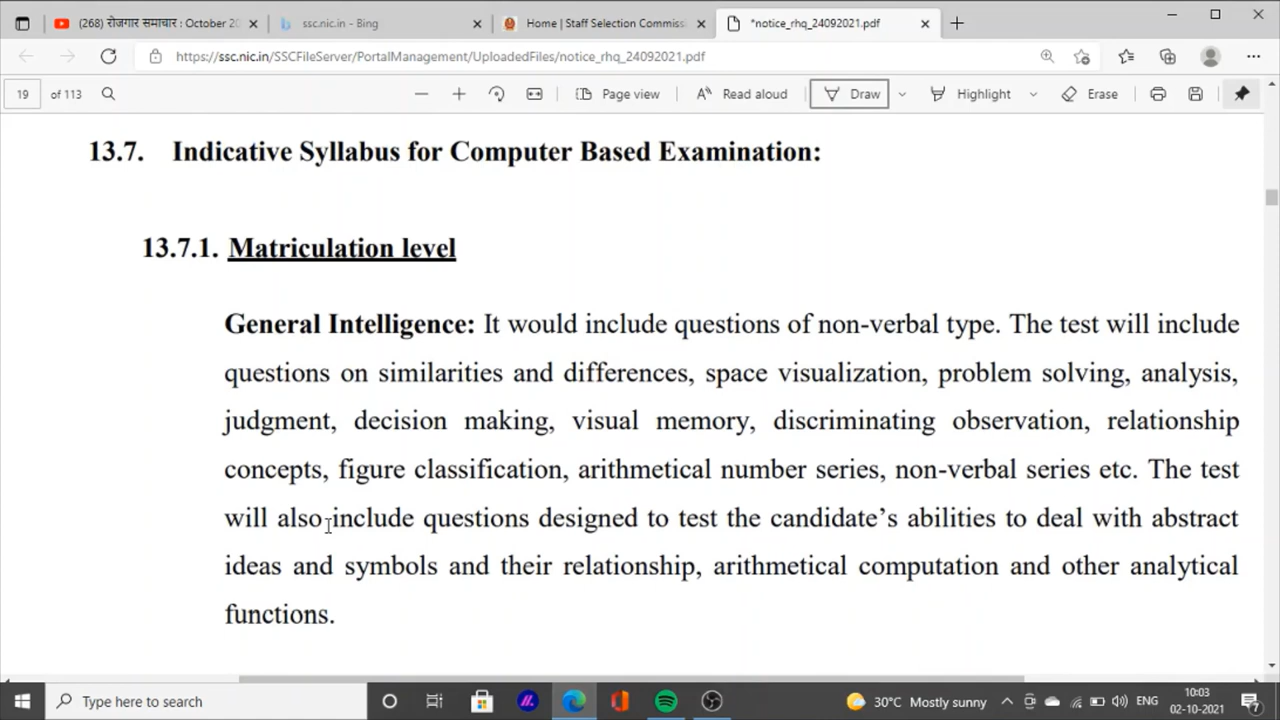 (268) रोजगार समाचार : October 20
ssc.nic.in - Bing
Home | Staff Selection Commiss
*notice_rhq_24092021.pdf
https://ssc.nic.in/SSCFileServer/PortalManagement/UploadedFiles/notice_rhq_24092021.pdf
19 of 113 Page view Read aloud Draw Highlight Erase
13.7. Indicative Syllabus for Computer Based Examination:
13.7.1. Matriculation level
General Intelligence: It would include questions of non-verbal type. The test will include
questions on similarities and differences, space visualization, problem solving, analysis,
judgment, decision making, visual memory, discriminating observation, relationship
concepts, figure classification, arithmetical number series, non-verbal series etc. The test
will also include questions designed to test the candidate’s abilities to deal with abstract
ideas and symbols and their relationship, arithmetical computation and other analytical
functions.
Type here to search
30°C Mostly sunny
ENG
10:03
02-10-2021
7